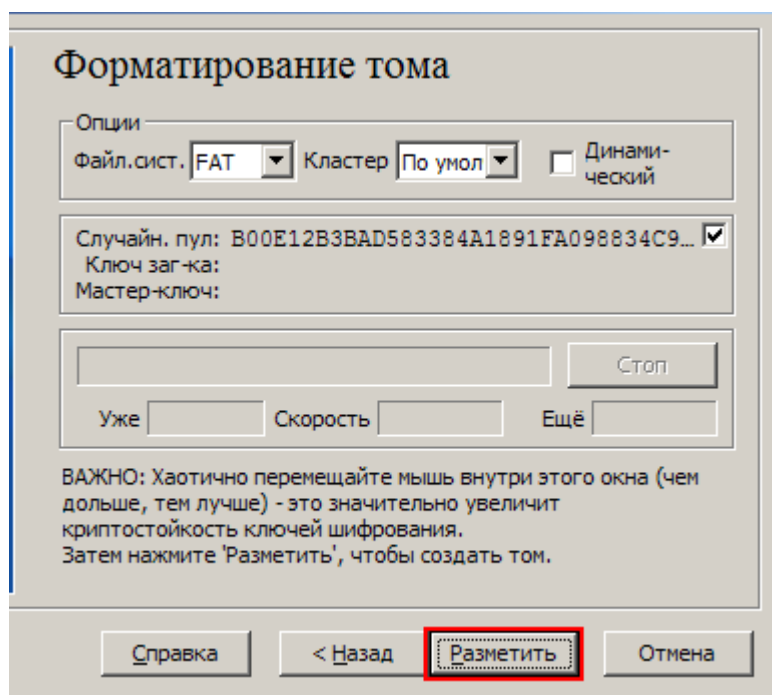 Форматирование тома
Опции
Файл.сист. FAT Кластер По умол Динами-
ческий
Случайн. пул: B00E12B3BAD583384A1891FA098834C9...
Ключ заг-ка:
Мастер-ключ:
Стоп
Уже Скорость Ещё
ВАЖНО: Хаотично перемещайте мышь внутри этого окна (чем
дольше, тем лучше) - это значительно увеличит
криптостойкость ключей шифрования.
Затем нажмите 'Разметить', чтобы создать том.
Справка < Назад Разметить Отмена